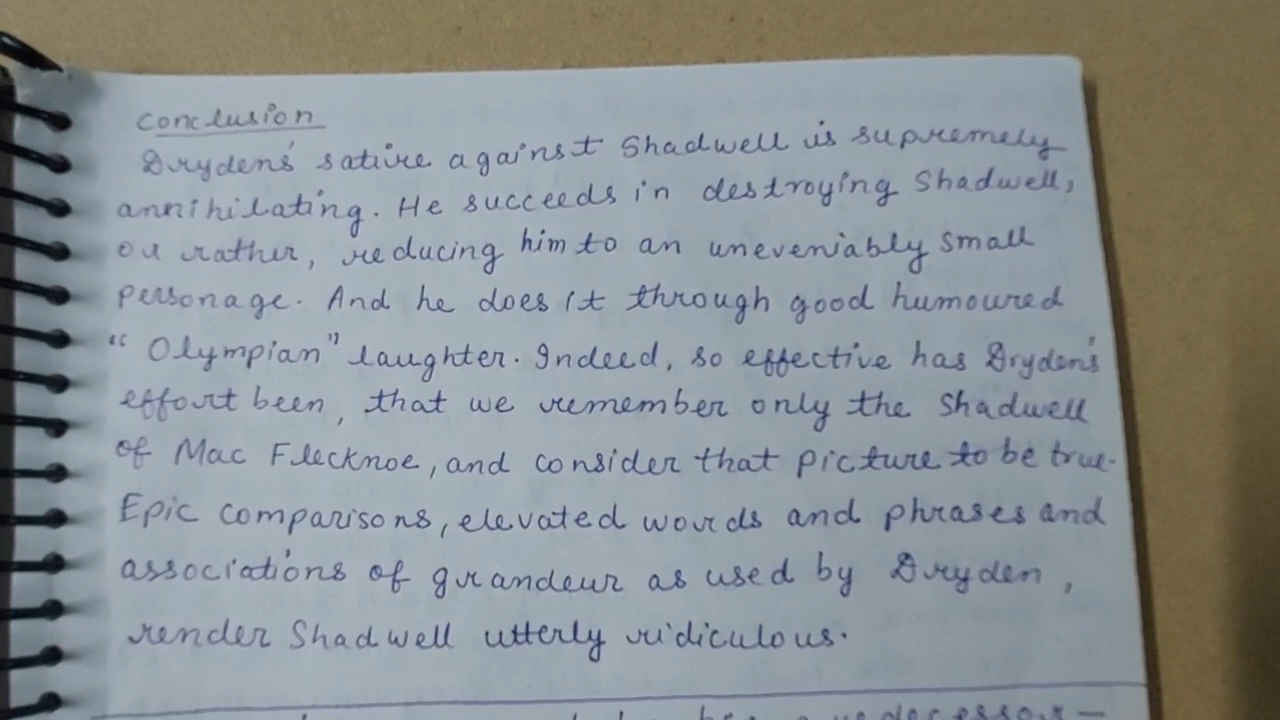 conclusion
Dryden's satire against Shadwell is supremely
annihilating. He succeeds in destroying Shadwell,
or rather, reducing him to an uneveniably small
personage. And he does it through good humoured
"Olympian" laughter. Indeed, so effective has Dryden's
effort been, that we remember only the Shadwell
of Mac Flecknoe, and consider that picture to be true.
Epic comparisons, elevated words and phrases and
associations of grandeur as used by Dryden,
render Shadwell utterly ridiculous.